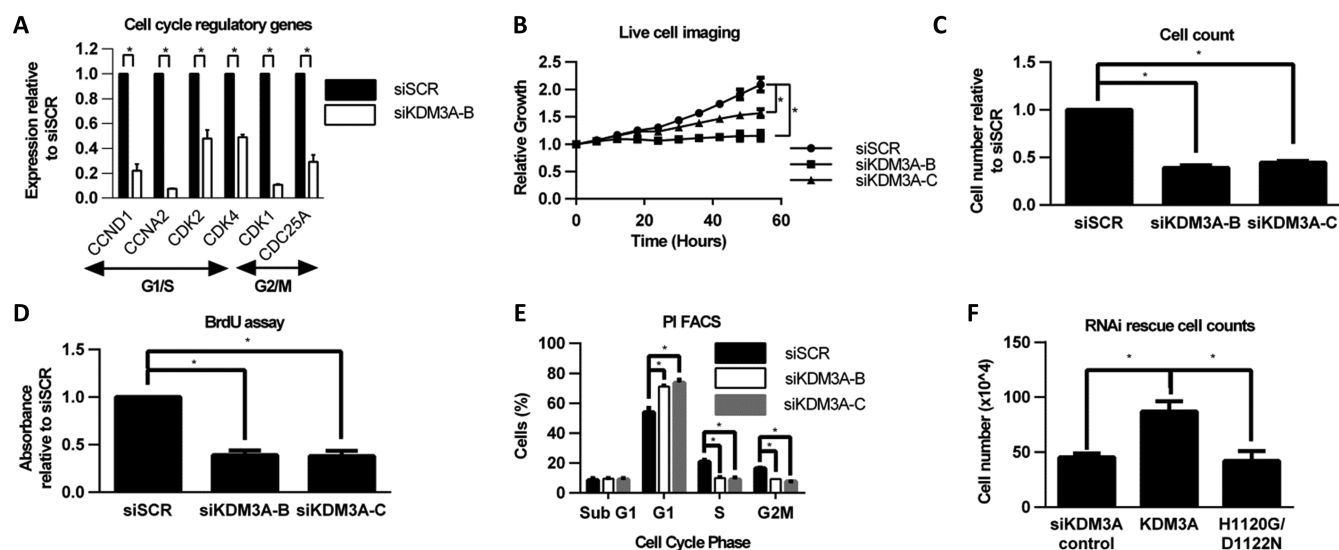 A
Cell cycle regulatory genes
Expression relative
to siSCR
1.2
1.0
0.8
0.6
0.4
0.2
0.0
* * * * * *
siSCR
siKDM3A-B
CCND1
CCNA2
CDK2
CDK4
CDK1
CDC25A
G1/S
G2/M
B
Live cell imaging
Relative Growth
2.5
2.0
1.5
1.0
0.5
0.0
0 20 40 60
Time (Hours)
*
*
siSCR
siKDM3A-B
siKDM3A-C
C
Cell count
Cell number relative
to siSCR
1.5
1.0
0.5
0.0
*
*
siSCR siKDM3A-B siKDM3A-C
D
BrdU assay
Absorbance
relative to siSCR
1.5
1.0
0.5
0.0
*
*
siSCR siKDM3A-B siKDM3A-C
E
PI FACS
Cells (%)
100
80
60
40
20
0
*
*
*
*
*
*
siSCR
siKDM3A-B
siKDM3A-C
Sub G1 G1 S G2M
Cell Cycle Phase
F
RNAi rescue cell counts
Cell number (x10^4)
150
100
50
0
* *
siKDM3A
control
KDM3A
H1120G/
D1122N